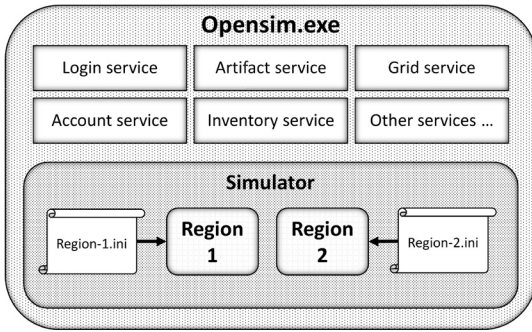 Opensim.exe
Login service
Artifact service
Grid service
Account service
Inventory service
Other services ...
Simulator
Region-1.ini
Region
1
Region
2
Region-2.ini